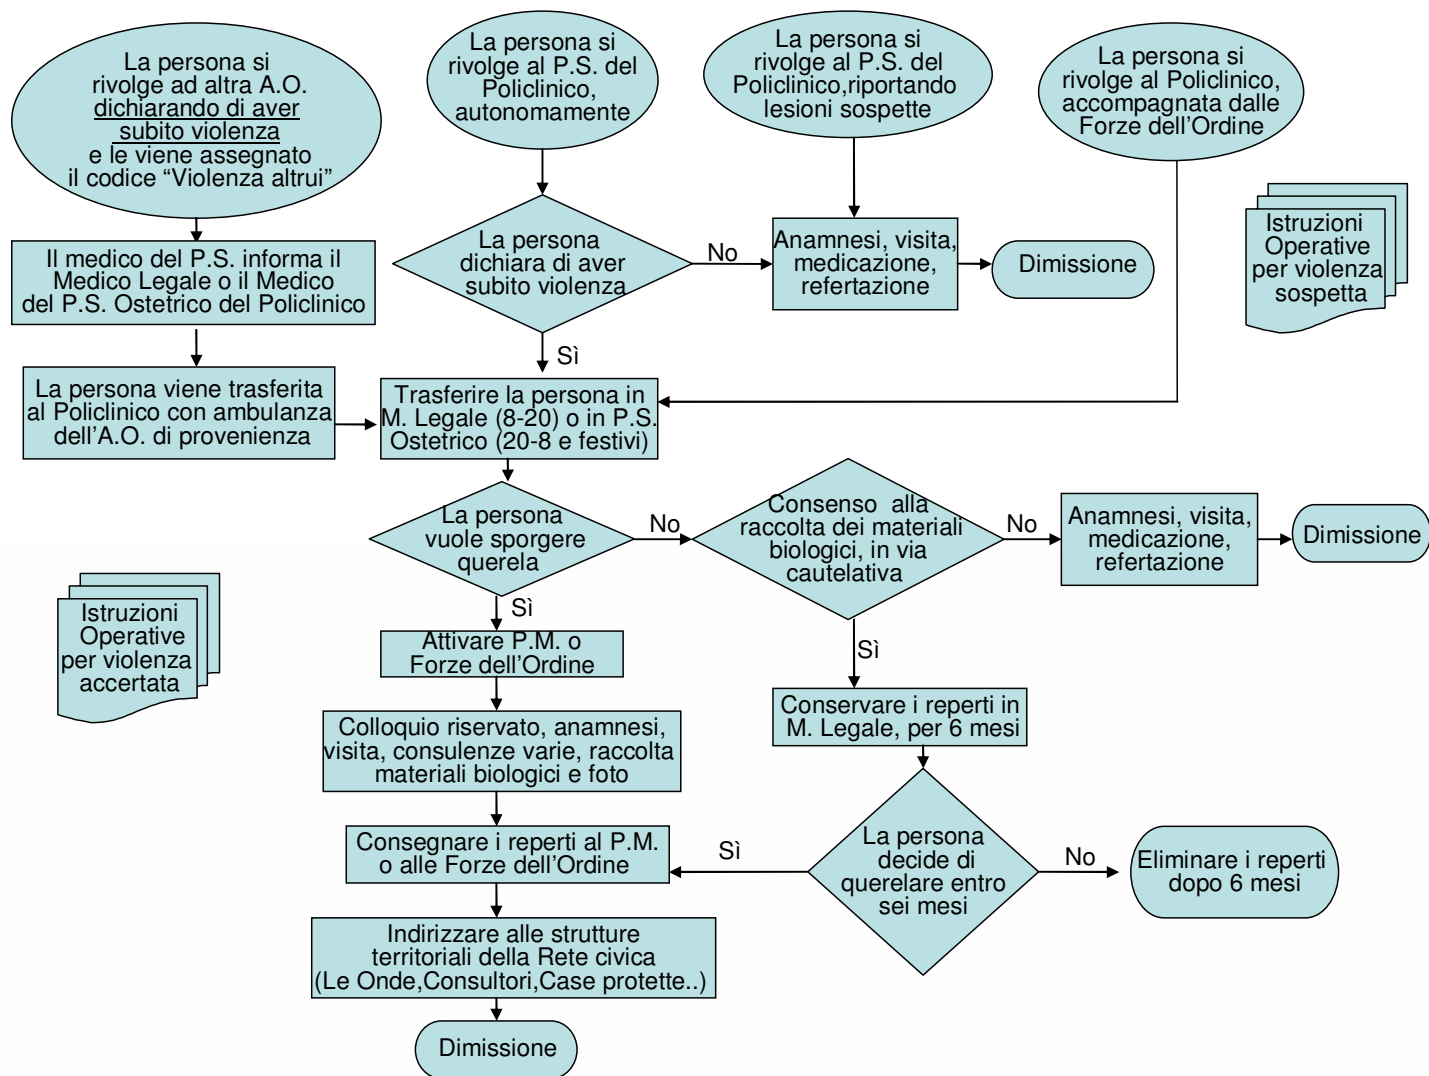 La persona si
rivolge ad altra A.O.
dichiarando di aver
subito violenza
e le viene assegnato
il codice “Violenza altrui”
La persona si
rivolge al P.S. del
Policlinico,
autonomamente
La persona si
rivolge al P.S. del
Policlinico,riportando
lesioni sospette
La persona si
rivolge al Policlinico,
accompagnata dalle
Forze dell’Ordine
Il medico del P.S. informa il
Medico Legale o il Medico
del P.S. Ostetrico del Policlinico
La persona
dichiara di aver
subito violenza
No
Anamnesi, visita,
medicazione,
refertazione
Dimissione
Istruzioni
Operative
per violenza
sospetta
Sì
La persona viene trasferita
al Policlinico con ambulanza
dell’A.O. di provenienza
Trasferire la persona in
M. Legale (8-20) o in P.S.
Ostetrico (20-8 e festivi)
La persona
vuole sporgere
querela
No
Consenso alla
raccolta dei materiali
biologici, in via
cautelativa
No
Anamnesi, visita,
medicazione,
refertazione
Dimissione
Istruzioni
Operative
per violenza
accertata
Sì
Attivare P.M. o
Forze dell’Ordine
Sì
Colloquio riservato, anamnesi,
visita, consulenze varie, raccolta
materiali biologici e foto
Conservare i reperti in
M. Legale, per 6 mesi
Consegnare i reperti al P.M.
o alle Forze dell’Ordine
Sì
La persona
decide di
querelare entro
sei mesi
No
Eliminare i reperti
dopo 6 mesi
Indirizzare alle strutture
territoriali della Rete civica
(Le Onde,Consultori,Case protette..)
Dimissione